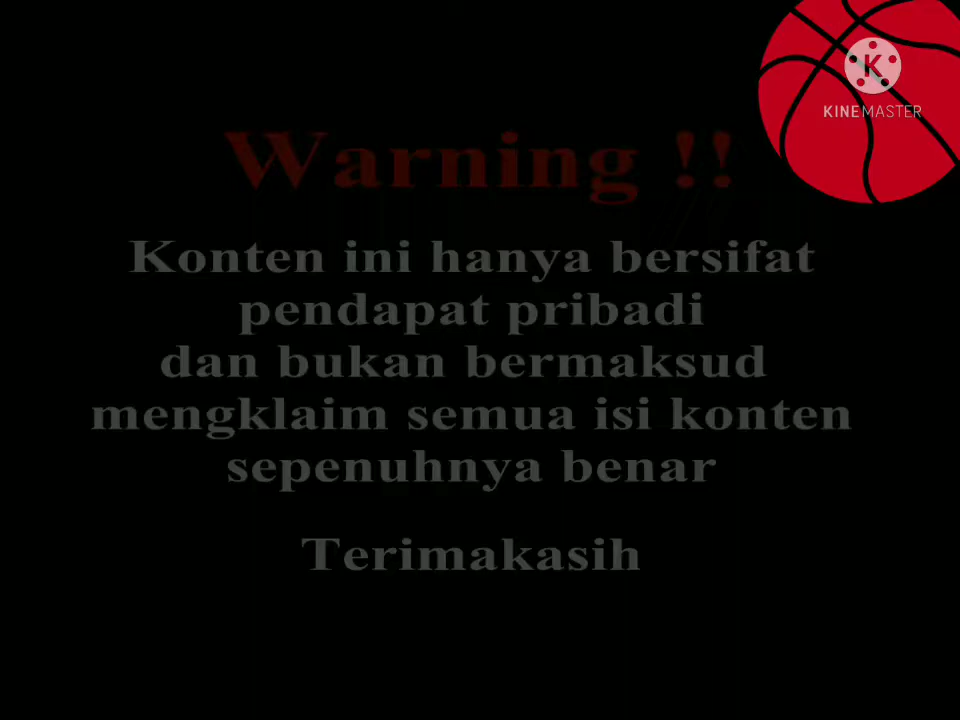 K
KINEMASTER
Warning !!
Konten ini hanya bersifat
pendapat pribadi
dan bukan bermaksud
mengklaim semua isi konten
sepenuhnya benar
Terimakasih